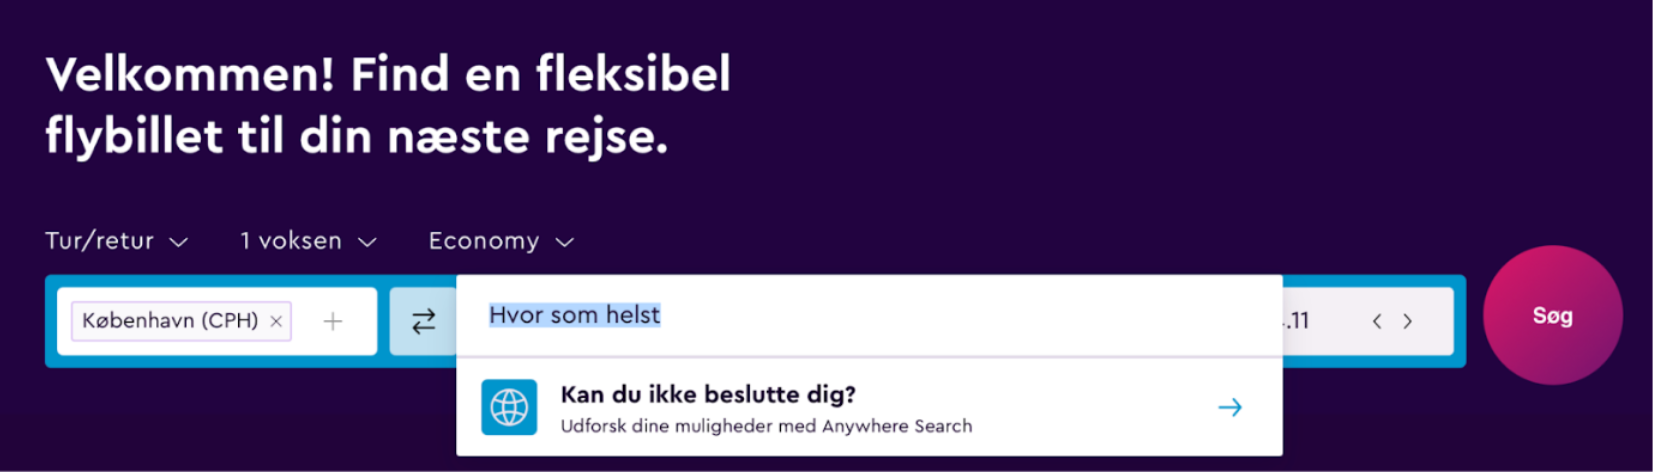 Velkommen! Find en fleksibel
flybillet til din næste rejse.
Tur/retur 1 voksen Economy
København (CPH)
Hvor som helst
.11
Søg
Kan du ikke beslutte dig?
Udforsk dine muligheder med Anywhere Search